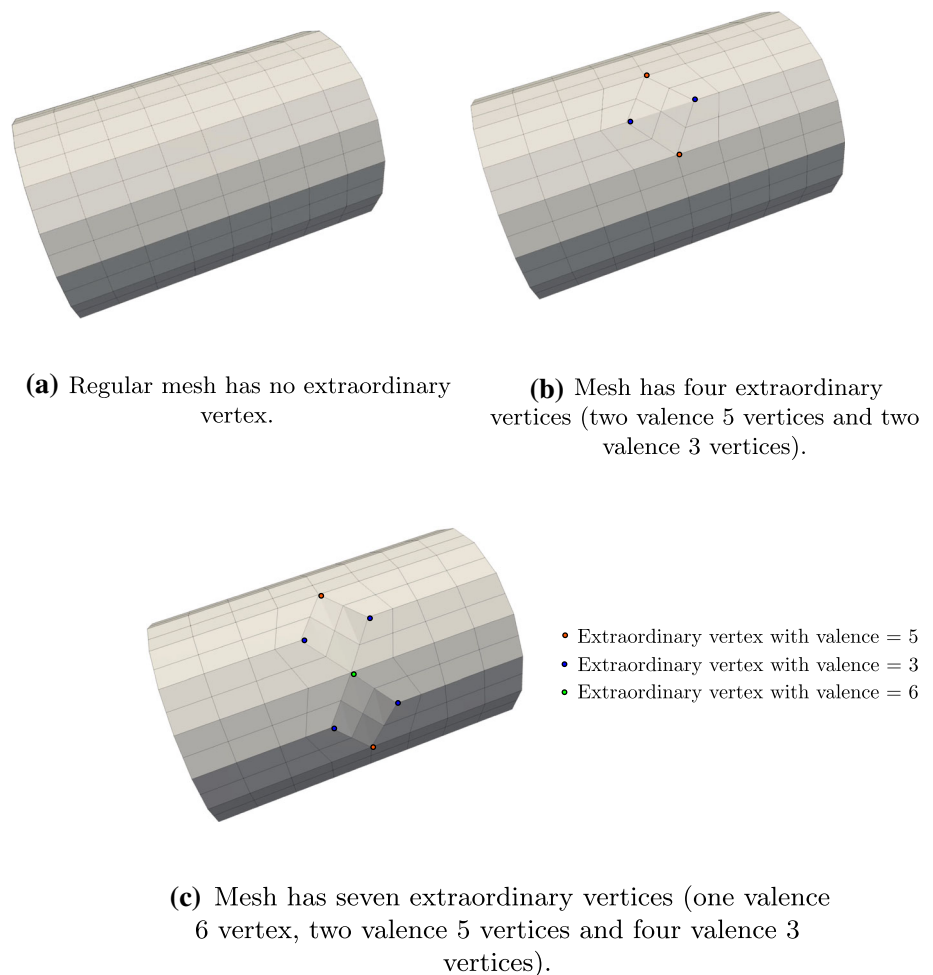 (a) Regular mesh has no extraordinary
vertex.
(b) Mesh has four extraordinary
vertices (two valence 5 vertices and two
valence 3 vertices).
Extraordinary vertex with valence = 5
Extraordinary vertex with valence = 3
Extraordinary vertex with valence = 6
(c) Mesh has seven extraordinary vertices (one valence
6 vertex, two valence 5 vertices and four valence 3
vertices).